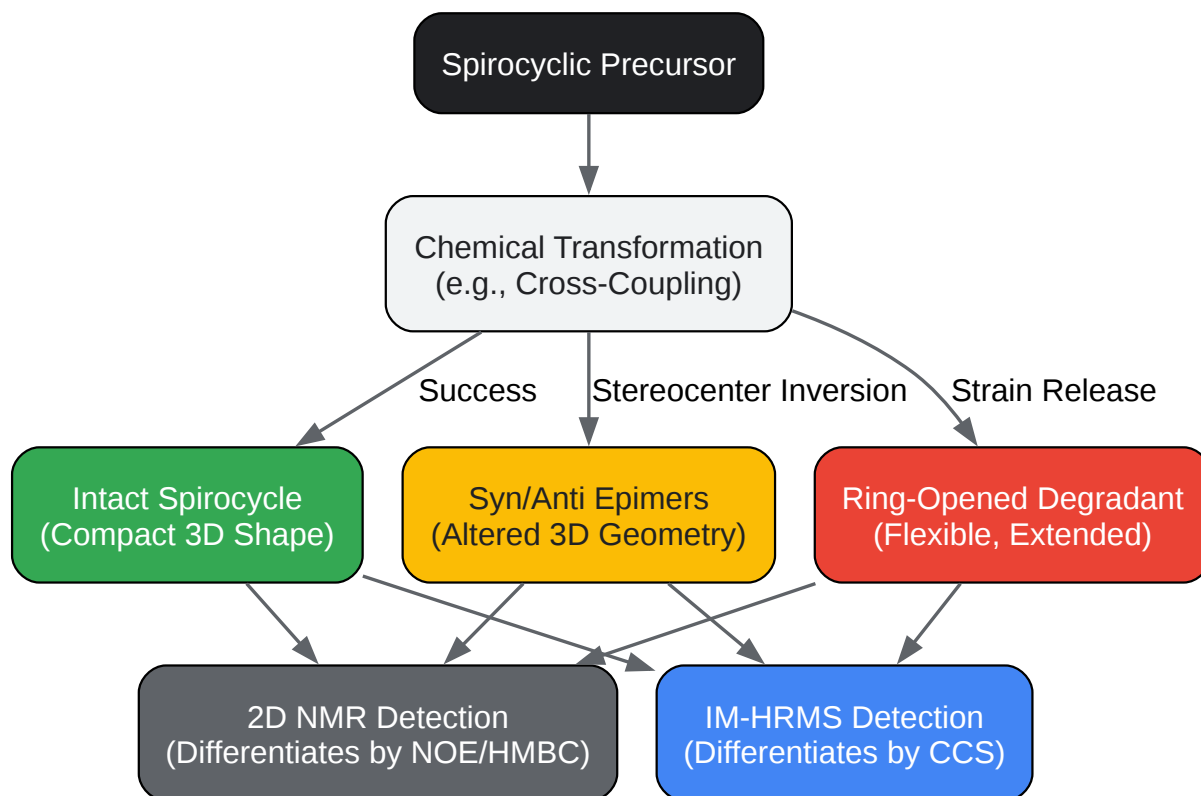 Spirocyclic Precursor
Chemical Transformation
(e.g., Cross-Coupling)
Success
Stereocenter Inversion
Strain Release
Intact Spirocycle
(Compact 3D Shape)
Syn/Anti Epimers
(Altered 3D Geometry)
Ring-Opened Degradant
(Flexible, Extended)
2D NMR Detection
(Differentiates by NOE/HMBC)
IM-HRMS Detection
(Differentiates by CCS)